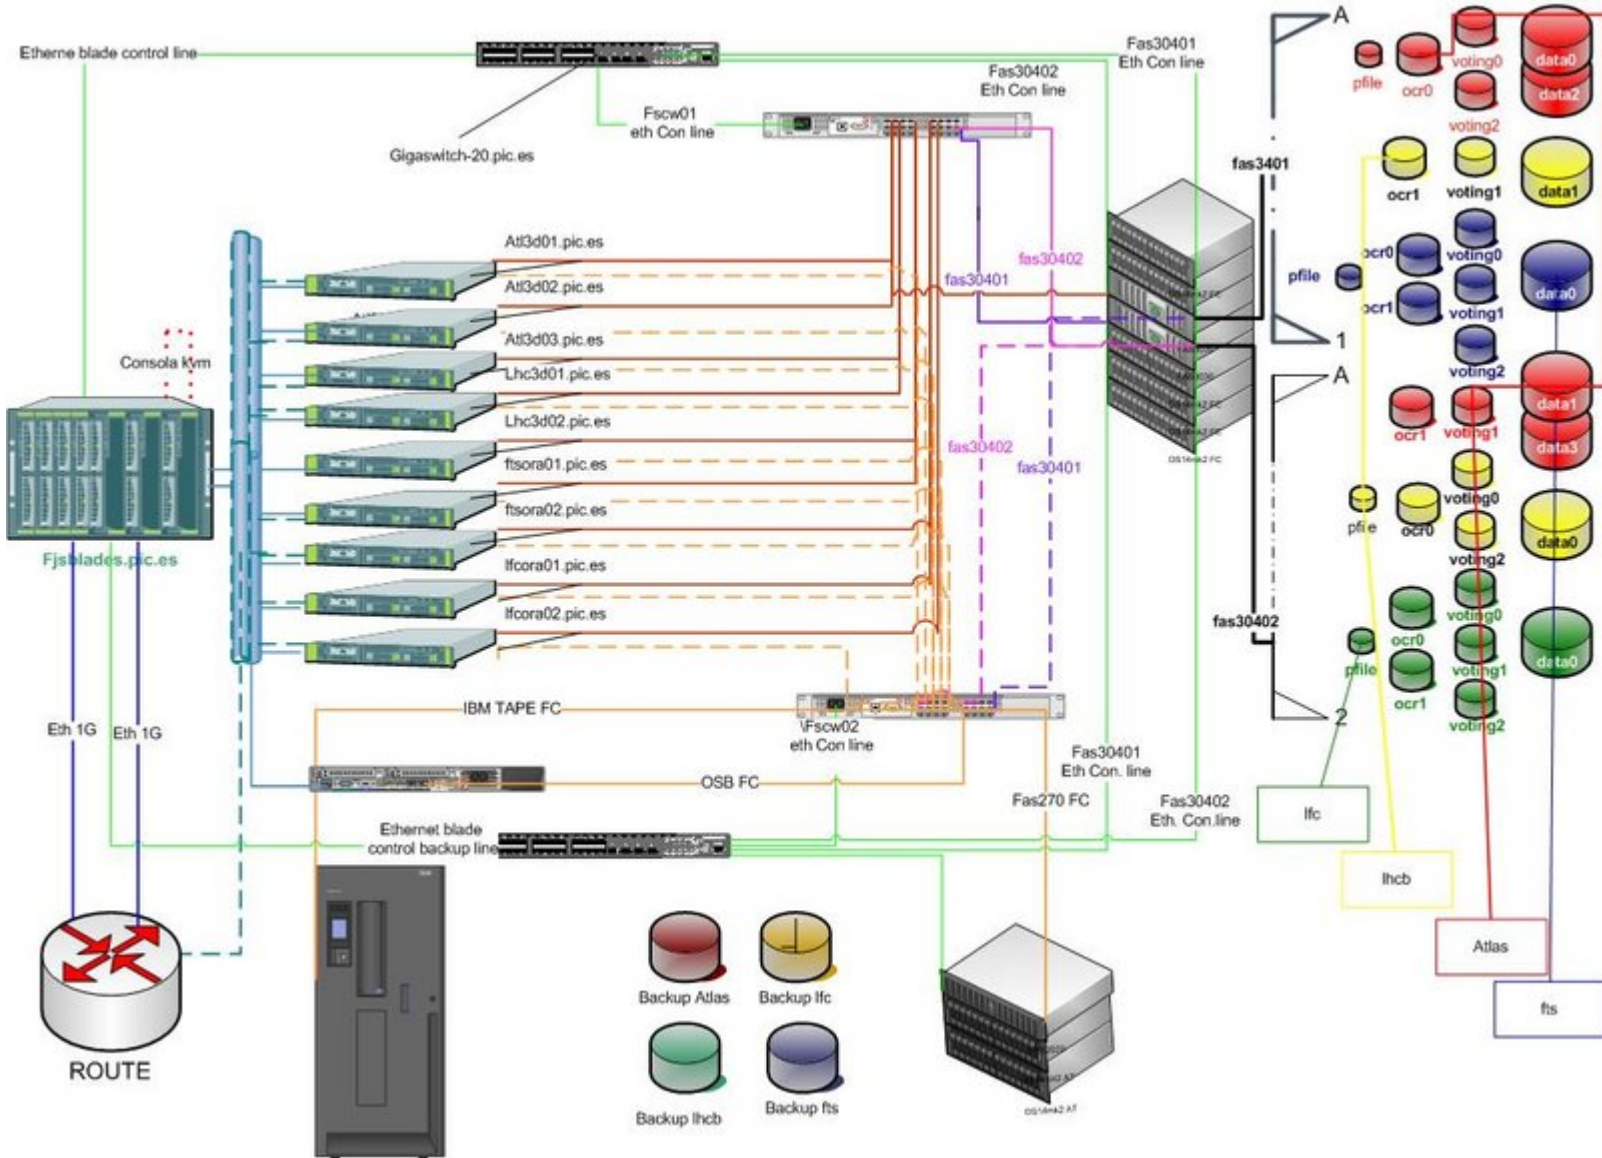 Etherne blade control line
Gigaswitch-20.pic.es
Fscw01
eth Con line
Fas30402
Eth Con line
Fas30401
Eth Con line
Atl3d01.pic.es
Atl3d02.pic.es
Atl3d03.pic.es
Lhc3d01.pic.es
Lhc3d02.pic.es
ftsora01.pic.es
ftsora02.pic.es
lfcora01.pic.es
lfcora02.pic.es
Consola kvm
Fjsblades.pic.es
Eth 1G
Eth 1G
ROUTE
IBM TAPE FC
OSB FC
Ethernet blade
control backup line
\Fscw02
eth Con line
Fas270 FC
Fas30401
Eth Con. line
Fas30402
Eth. Con.line
fas30401
fas30402
fas30402
fas30401
OS14mk2 FC
OS14mk2 AT
Backup Atlas
Backup lfc
Backup lhcb
Backup fts
fas3401
fas30402
A
1
A
2
pfile
ocr0
voting0
voting2
data0
data2
ocr1
voting1
data1
pfile
ocr0
ocr1
voting0
voting1
voting2
data0
ocr1
voting1
data1
data3
pfile
ocr0
voting0
voting2
data0
pfile
ocr0
ocr1
voting0
voting1
voting2
data0
lfc
lhcb
Atlas
fts